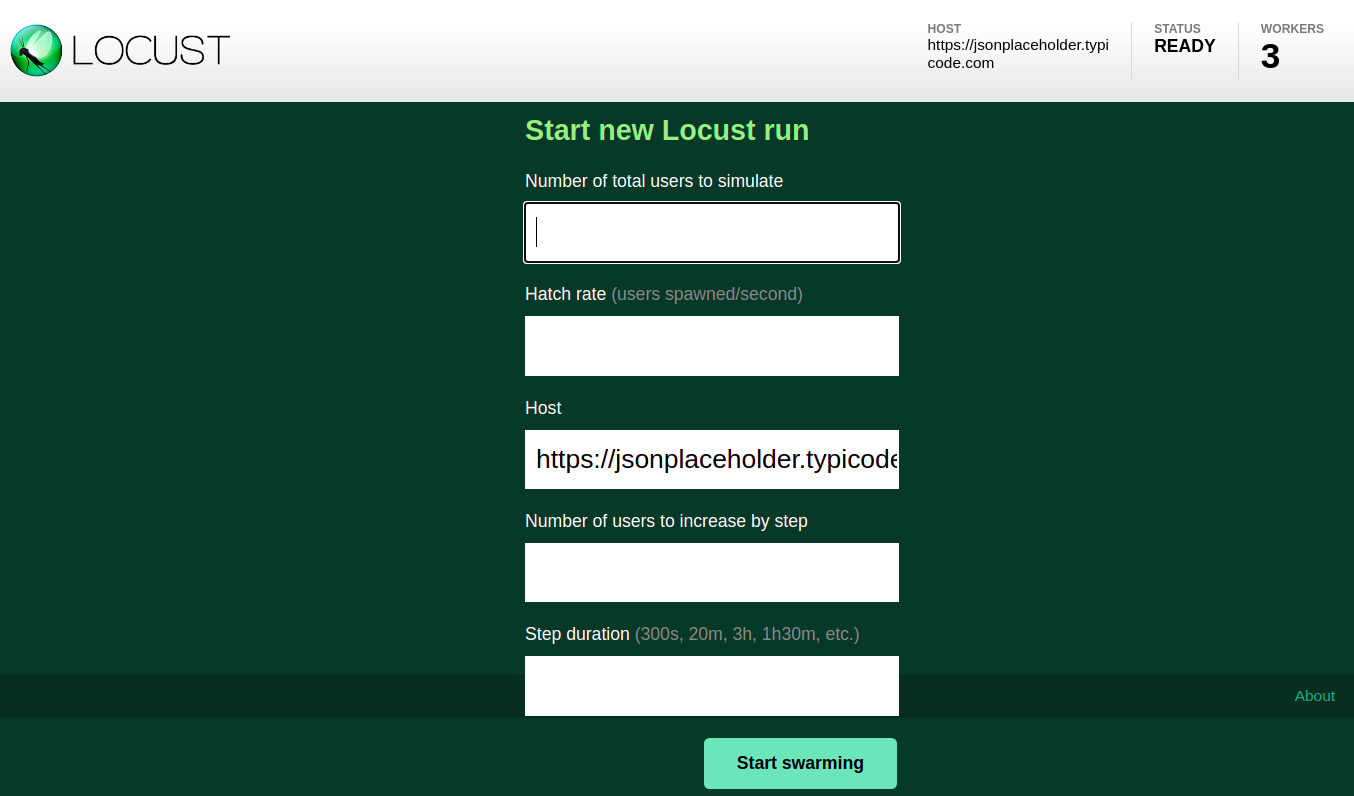 LOCUST
HOST
https://jsonplaceholder.typi
code.com
STATUS
READY
WORKERS
3
Start new Locust run
Number of total users to simulate
Hatch rate (users spawned/second)
Host
https://jsonplaceholder.typicode
Number of users to increase by step
Step duration (300s, 20m, 3h, 1h30m, etc.)
About
Start swarming